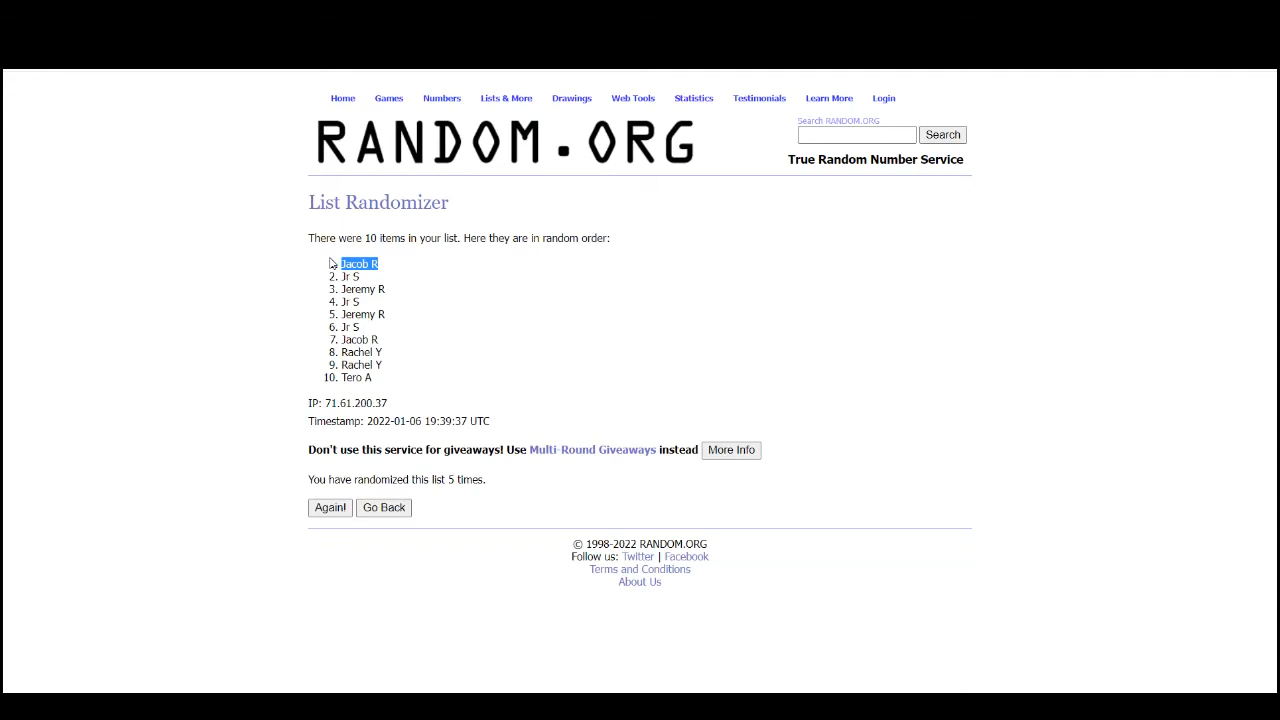 Home Games Numbers Lists & More Drawings Web Tools Statistics Testimonials Learn More Login
RANDOM.ORG
Search RANDOM.ORG
Search
True Random Number Service
List Randomizer
There were 10 items in your list. Here they are in random order:
Jacob R
2. Jr S
3. Jeremy R
4. Jr S
5. Jeremy R
6. Jr S
7. Jacob R
8. Rachel Y
9. Rachel Y
10. Tero A
IP: 71.61.200.37
Timestamp: 2022-01-06 19:39:37 UTC
Don't use this service for giveaways! Use Multi-Round Giveaways instead More Info
You have randomized this list 5 times.
Again! Go Back
© 1998-2022 RANDOM.ORG
Follow us: Twitter | Facebook
Terms and Conditions
About Us